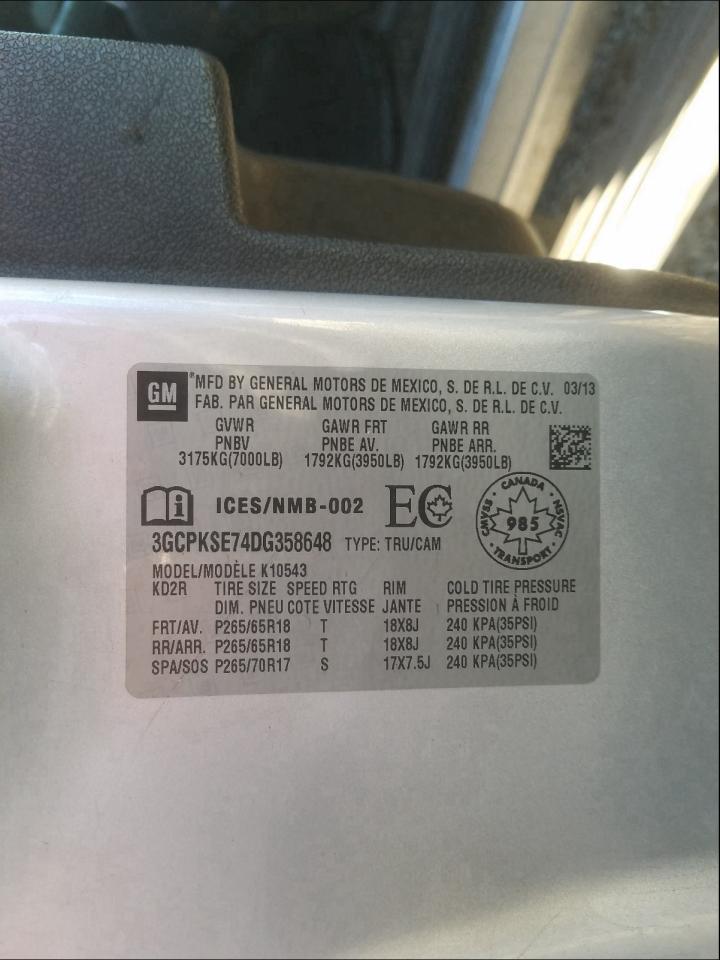 GM
®MFD BY GENERAL MOTORS DE MEXICO, S. DE R.L. DE C.V. 03/13
FAB. PAR GENERAL MOTORS DE MEXICO, S. DE R.L. DE C.V.
GVWR GAWR FRT GAWR RR
PNBV PNBE AV. PNBE ARR.
3175KG(7000LB) 1792KG(3950LB) 1792KG(3950LB)
i ICES/NMB-002 EC
CANADA
CMVSS 985 NSVAC
TRANSPORT
3GCPKSE74DG358648 TYPE: TRU/CAM
MODEL/MODÈLE K10543
KD2R TIRE SIZE SPEED RTG RIM COLD TIRE PRESSURE
DIM. PNEU COTE VITESSE JANTE PRESSION À FROID
FRT/AV. P265/65R18 T 18X8J 240 KPA(35PSI)
RR/ARR. P265/65R18 T 18X8J 240 KPA(35PSI)
SPA/SOS P265/70R17 S 17X7.5J 240 KPA(35PSI)